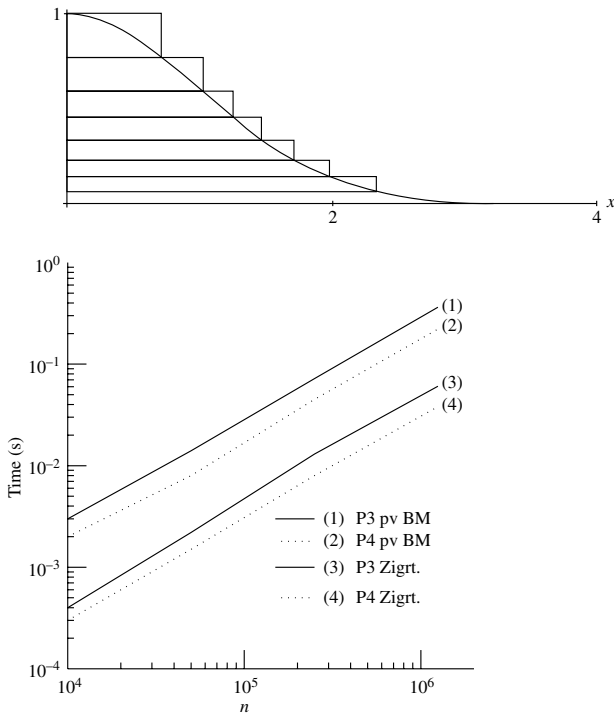 1
x
2
4
10^0
(1)
(2)
10^−1
(3)
(4)
10^−2
Time (s)
(1) P3 pv BM
(2) P4 pv BM
10^−3
(3) P3 Zigrt.
(4) P4 Zigrt.
10^−4
10^4
10^5
10^6
n